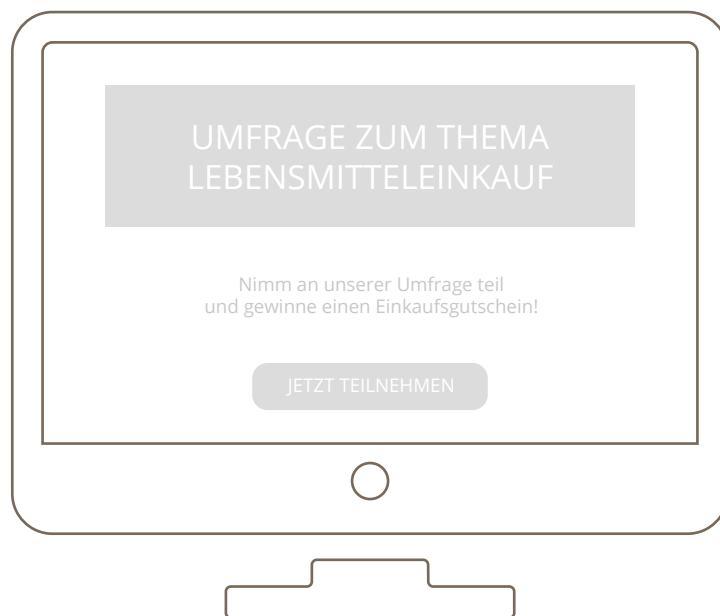 UMFRAGE ZUM THEMA
LEBENSMITTELEINKAUF
Nimm an unserer Umfrage teil
und gewinne einen Einkaufsgutschein!
JETZT TEILNEHMEN